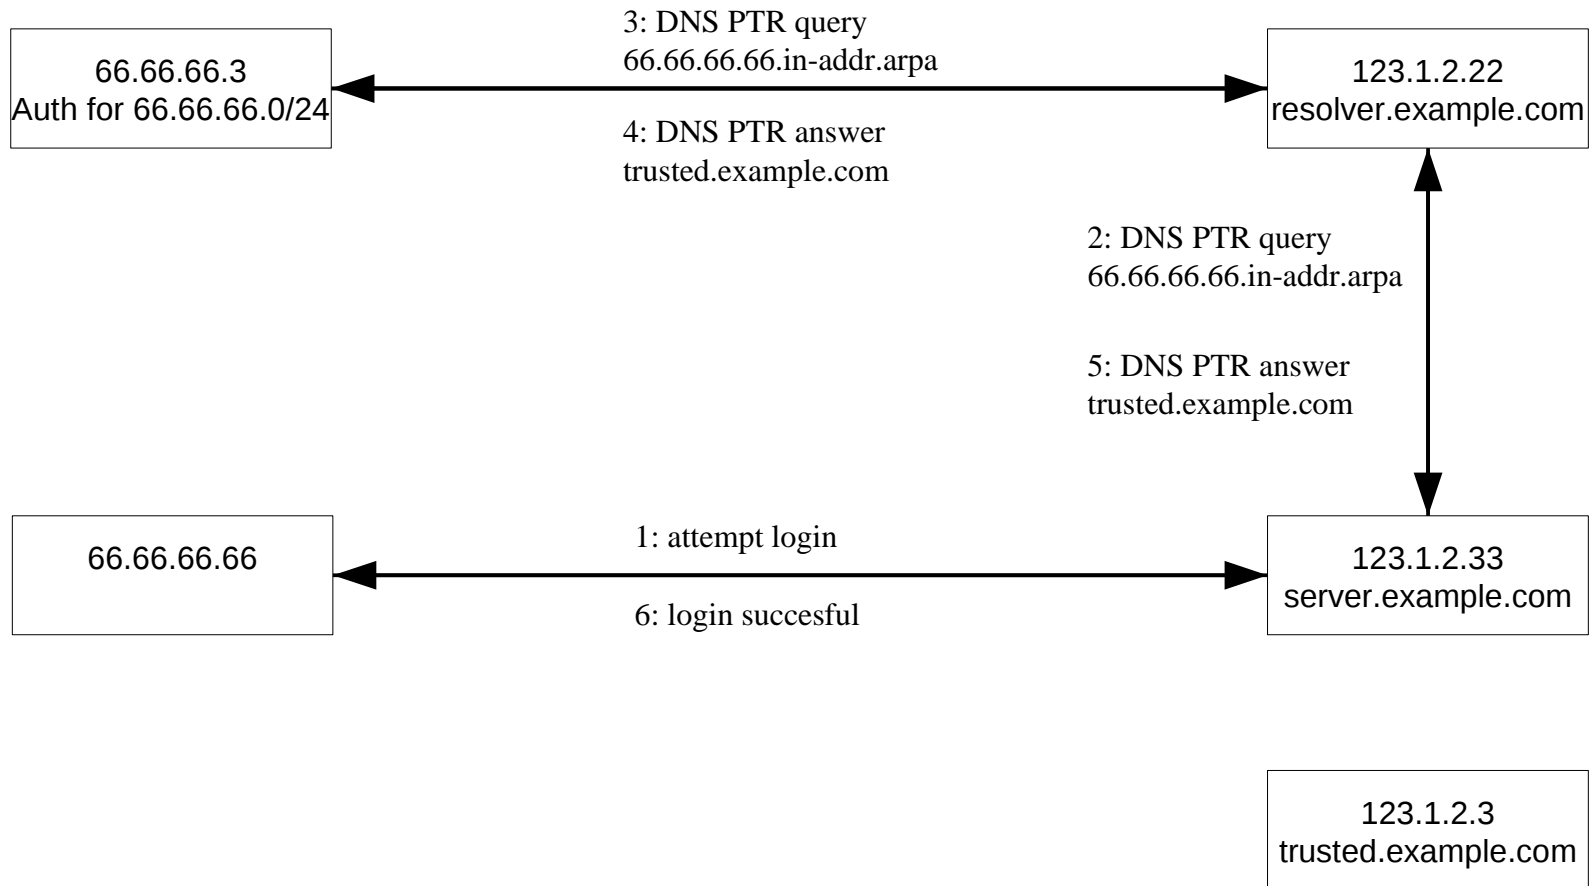 3: DNS PTR query
66.66.66.66.in-addr.arpa
66.66.66.3
Auth for 66.66.66.0/24
123.1.2.22
resolver.example.com
4: DNS PTR answer
trusted.example.com
2: DNS PTR query
66.66.66.66.in-addr.arpa
5: DNS PTR answer
trusted.example.com
66.66.66.66
1: attempt login
6: login succesful
123.1.2.33
server.example.com
123.1.2.3
trusted.example.com